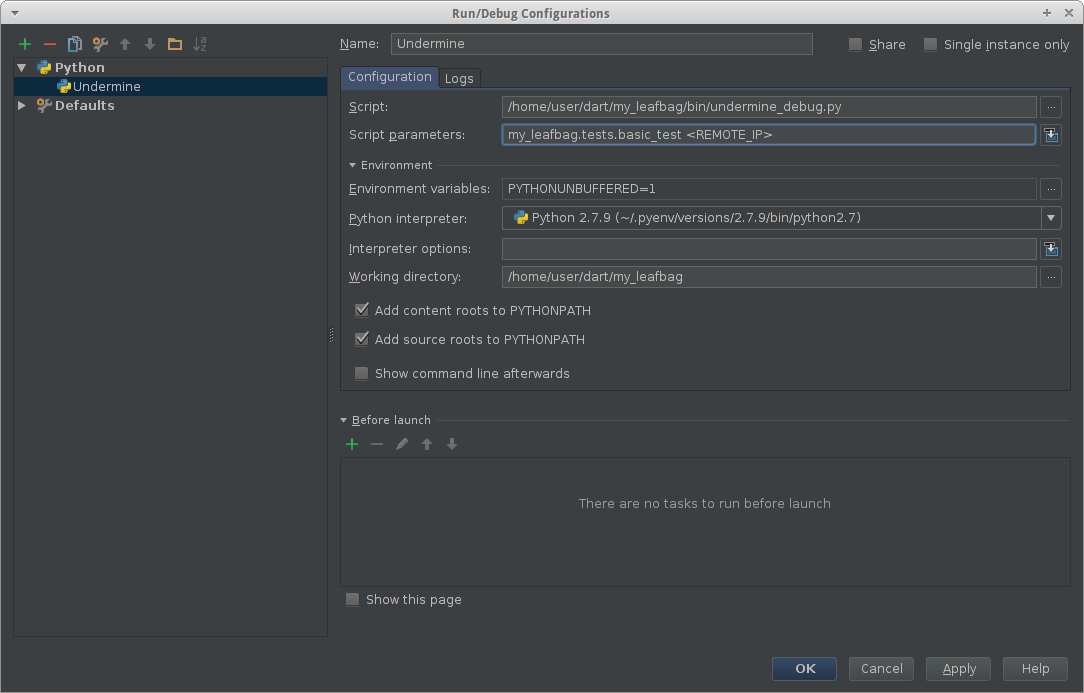 Run/Debug Configurations
Python
Undermine
Defaults
Name: Undermine
Share
Single instance only
Configuration Logs
Script: /home/user/dart/my_leafbag/bin/undermine_debug.py ...
Script parameters: my_leafbag.tests.basic_test <REMOTE_IP>
Environment
Environment variables: PYTHONUNBUFFERED=1 ...
Python interpreter: Python 2.7.9 (~/.pyenv/versions/2.7.9/bin/python2.7)
Interpreter options:
Working directory: /home/user/dart/my_leafbag ...
Add content roots to PYTHONPATH
Add source roots to PYTHONPATH
Show command line afterwards
Before launch
There are no tasks to run before launch
Show this page
OK Cancel Apply Help